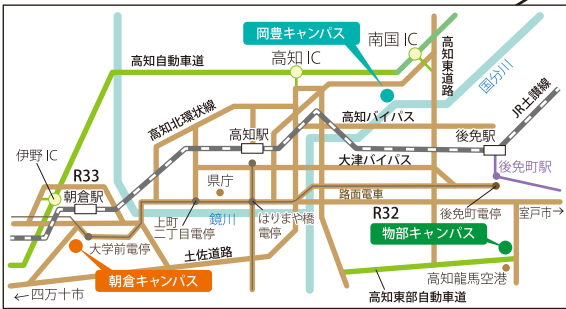 岡豊キャンパス
南国 IC
高知自動車道
高知 IC
高知東道路
国分川
JR土讃線
高知北環状線
高知バイパス
高知駅
後免駅
伊野 IC
大津バイパス
R33
後免町駅
朝倉駅
県庁
路面電車
上町
二丁目電停
鏡川
はりまや橋
電停
R32
後免町電停
室戸市→
大学前電停
土佐道路
物部キャンパス
朝倉キャンパス
高知龍馬空港
←四万十市
高知東部自動車道